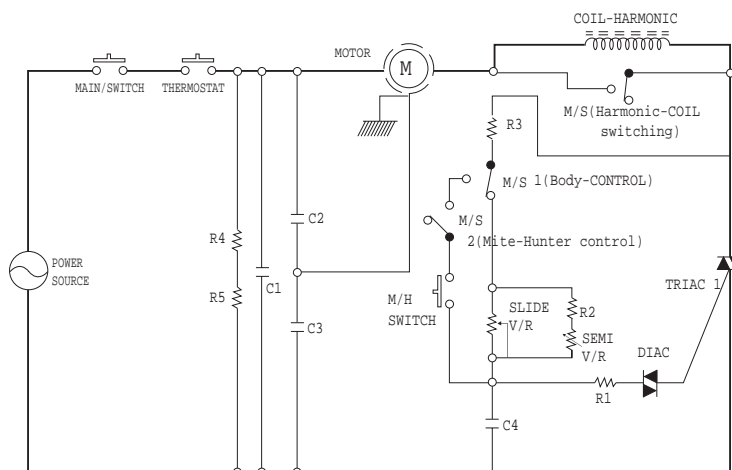 COIL-HARMONIC
MOTOR
M
MAIN/SWITCH
THERMOSTAT
M/S(Harmonic-COIL
switching)
R3
M/S 1(Body-CONTROL)
M/S
2(Mite-Hunter control)
C2
R4
POWER
SOURCE
C1
R5
M/H
SWITCH
SLIDE
V/R
R2
TRIAC 1
C3
SEMI
V/R
DIAC
R1
C4